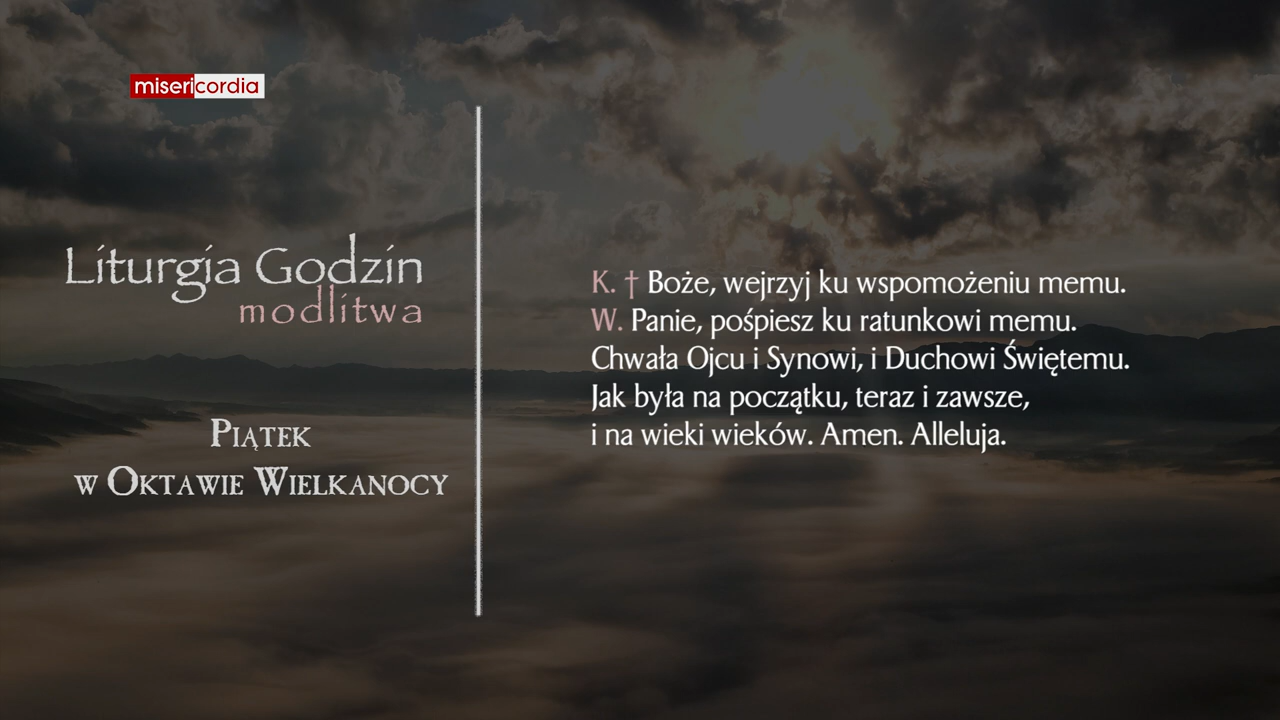 misericordia
Liturgia Godzin
modlitwa
Piątek
w Oktawie Wielkanocy
K. † Boże, wejrzyj ku wspomożeniu memu.
W. Panie, pośpiesz ku ratunkowi memu.
Chwała Ojcu i Synowi, i Duchowi Świętemu.
Jak była na początku, teraz i zawsze,
i na wieki wieków. Amen. Alleluja.